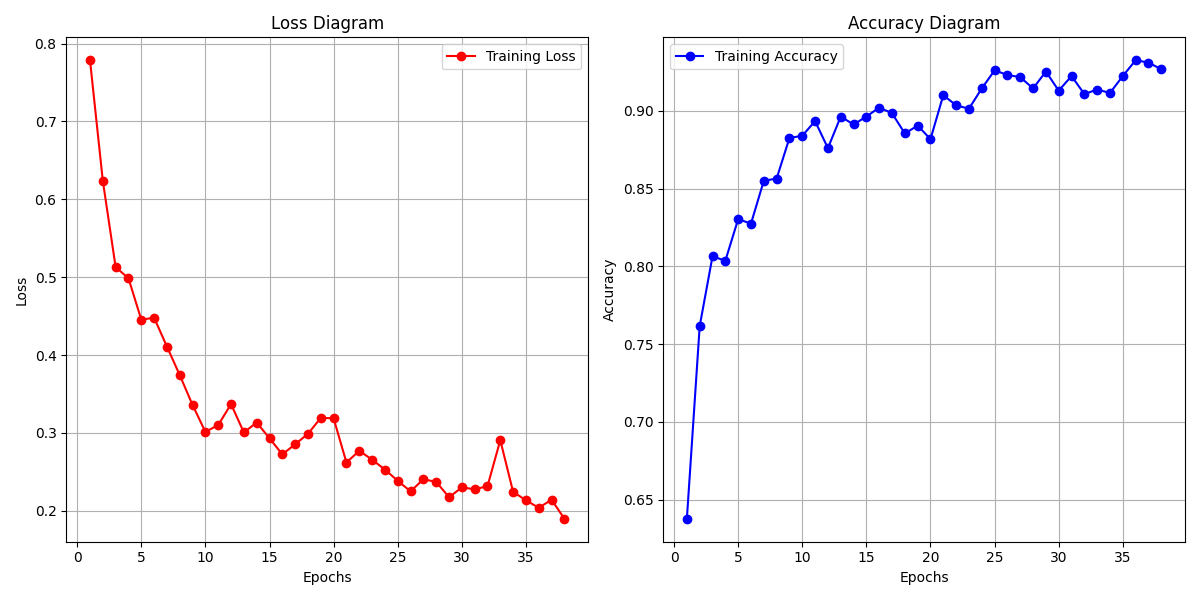 Loss Diagram
Training Loss
0.8
0.7
0.6
0.5
0.4
0.3
0.2
Loss
0 5 10 15 20 25 30 35
Epochs
Accuracy Diagram
Training Accuracy
0.90
0.85
0.80
0.75
0.70
0.65
Accuracy
0 5 10 15 20 25 30 35
Epochs